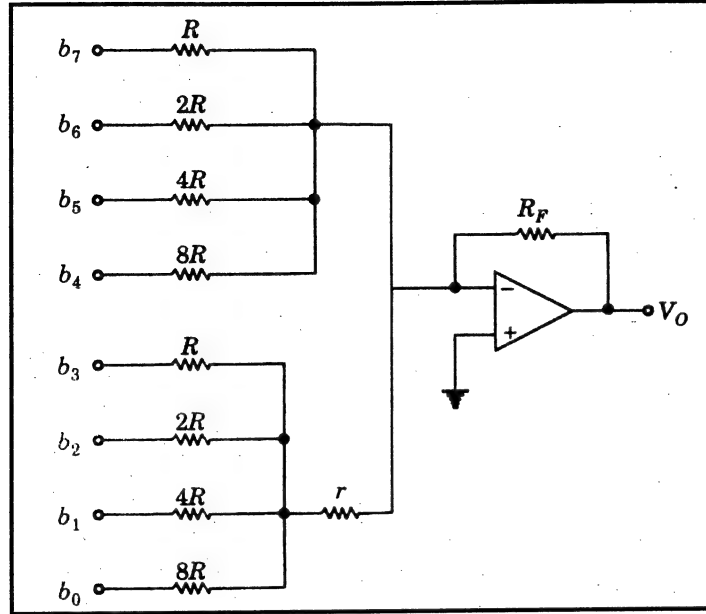 b₇ R
b₆ 2R
b₅ 4R
b₄ 8R
b₃ R
b₂ 2R
b₁ 4R
b₀ 8R
r
R_F
−
+
V_O